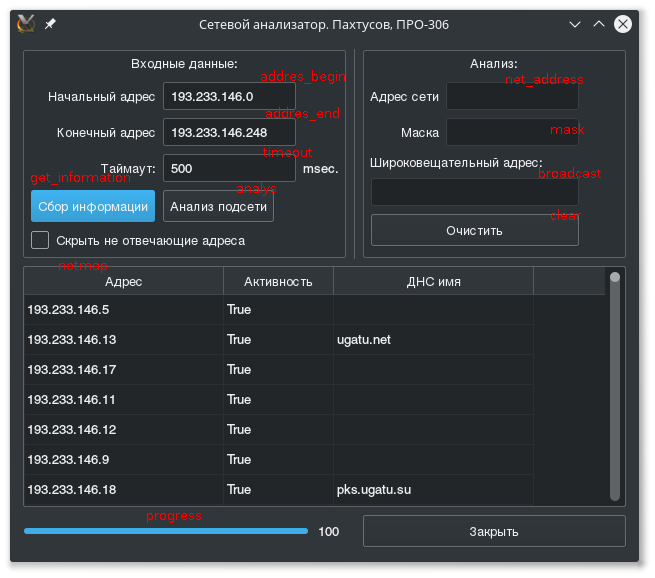 Сетевой анализатор. Пахтусов, ПРО-306
Входные данные:
addres_begin
Начальный адрес 193.233.146.0
addres_end
Конечный адрес 193.233.146.248
timeout
Таймаут: 500 msec.
get_information
analys
Сбор информации Анализ подсети
Скрыть не отвечающие адреса
Анализ:
net_address
Адрес сети
Маска mask
Широковещательный адрес:
broadcast
clear
Очистить
netmap
Адрес Активность ДНС имя
193.233.146.5 True
193.233.146.13 True ugatu.net
193.233.146.17 True
193.233.146.11 True
193.233.146.12 True
193.233.146.9 True
193.233.146.18 True pks.ugatu.su
progress
100 Закрыть